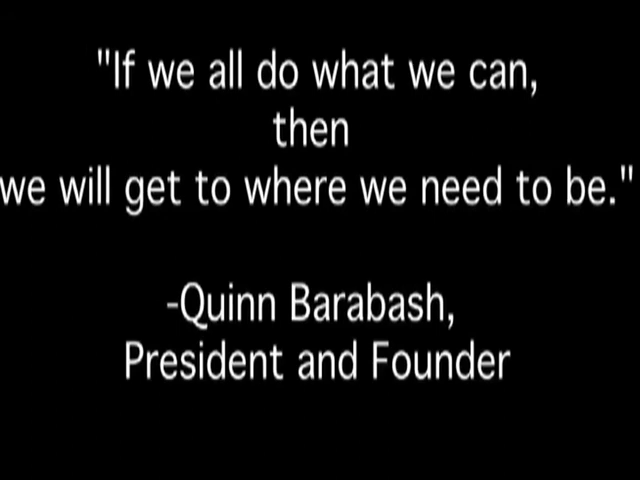 "If we all do what we can,
then
we will get to where we need to be."
-Quinn Barabash,
President and Founder